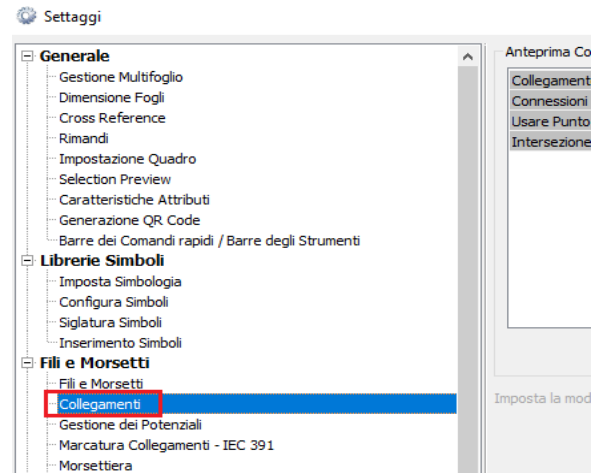 Settaggi
Generale
Gestione Multifoglio
Dimensione Fogli
Cross Reference
Rimandi
Impostazione Quadro
Selection Preview
Caratteristiche Attributi
Generazione QR Code
Barre dei Comandi rapidi / Barre degli Strumenti
Librerie Simboli
Imposta Simbologia
Configura Simboli
Siglatura Simboli
Inserimento Simboli
Fili e Morsetti
Fili e Morsetti
Collegamenti
Gestione dei Potenziali
Marcatura Collegamenti - IEC 391
Morsettiera
Anteprima Co
Collegament
Connessioni
Usare Punto
Intersezione
Imposta la mod